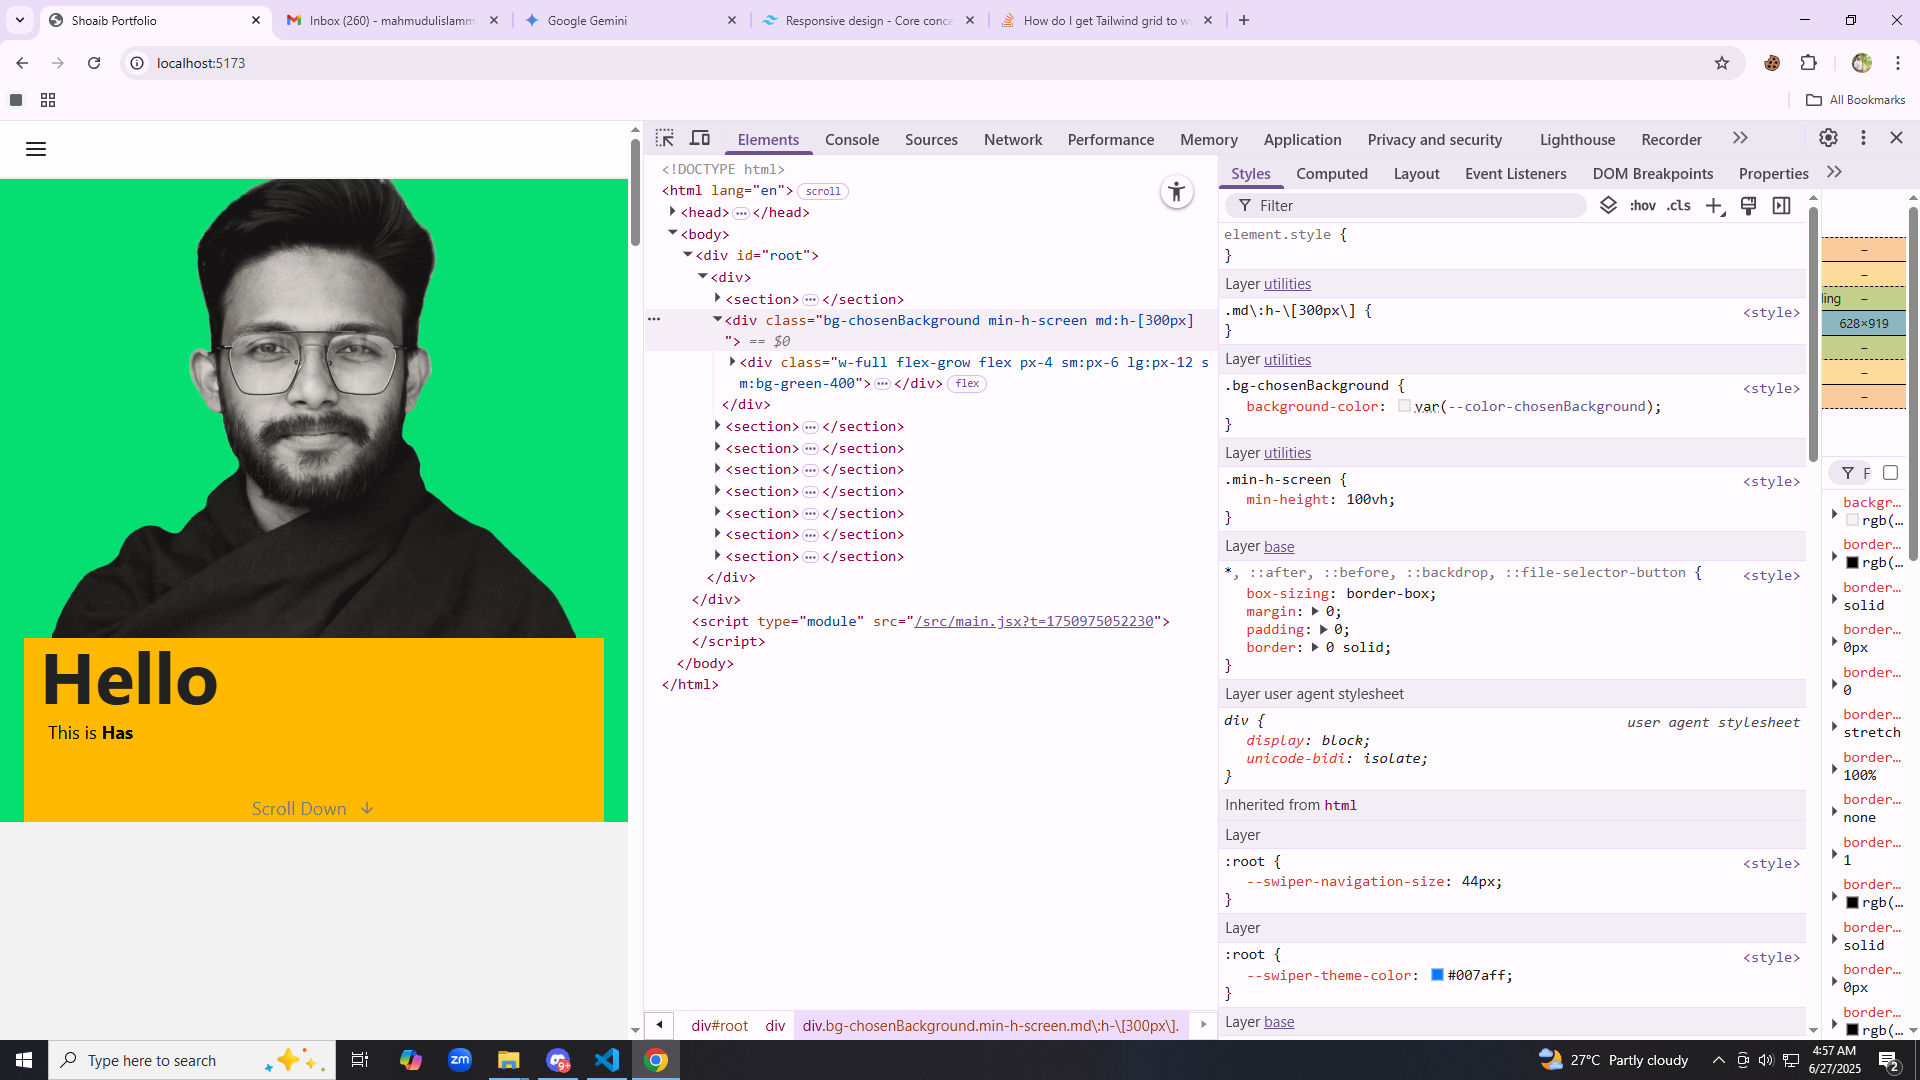 Shoaib Portfolio
Inbox (260) - mahmudulislamm
Google Gemini
Responsive design - Core conce
How do I get Tailwind grid to w
localhost:5173
All Bookmarks
Hello
This is Has
Scroll Down
Elements
Console
Sources
Network
Performance
Memory
Application
Privacy and security
Lighthouse
Recorder
<!DOCTYPE html>
<html lang="en">
scroll
<head> ··· </head>
<body>
<div id="root">
<div>
<section> ··· </section>
<div class="bg-chosenBackground min-h-screen md:h-[300px]
"> == $0
<div class="w-full flex-grow flex px-4 sm:px-6 lg:px-12 s
m:bg-green-400"> ··· </div> flex
</div>
<section> ··· </section>
<section> ··· </section>
<section> ··· </section>
<section> ··· </section>
<section> ··· </section>
<section> ··· </section>
<section> ··· </section>
</div>
</div>
<script type="module" src="/src/main.jsx?t=1750975052230">
</script>
</body>
</html>
div#root
div
div.bg-chosenBackground.min-h-screen.md\:h-\[300px\].
Styles
Computed
Layout
Event Listeners
DOM Breakpoints
Properties
Filter
:hov
.cls
element.style {
}
Layer utilities
.md\:h-\[300px\] {
<style>
}
Layer utilities
.bg-chosenBackground {
<style>
background-color: var(--color-chosenBackground);
}
Layer utilities
.min-h-screen {
<style>
min-height: 100vh;
}
Layer base
*, ::after, ::before, ::backdrop, ::file-selector-button {
<style>
box-sizing: border-box;
margin: 0;
padding: 0;
border: 0 solid;
}
Layer user agent stylesheet
div {
user agent stylesheet
display: block;
unicode-bidi: isolate;
}
Inherited from html
Layer
:root {
<style>
--swiper-navigation-size: 44px;
}
Layer
:root {
<style>
--swiper-theme-color: #007aff;
}
Layer base
–
–
ling –
628×919
–
–
–
F
backgr…
rgb(…
border…
rgb(…
border…
solid
border…
0px
border…
0
border…
stretch
border…
100%
border…
none
border…
1
border…
rgb(…
border…
solid
border…
0px
border…
rgb(…
Type here to search
zm
9+
27°C Partly cloudy
4:57 AM
6/27/2025
2